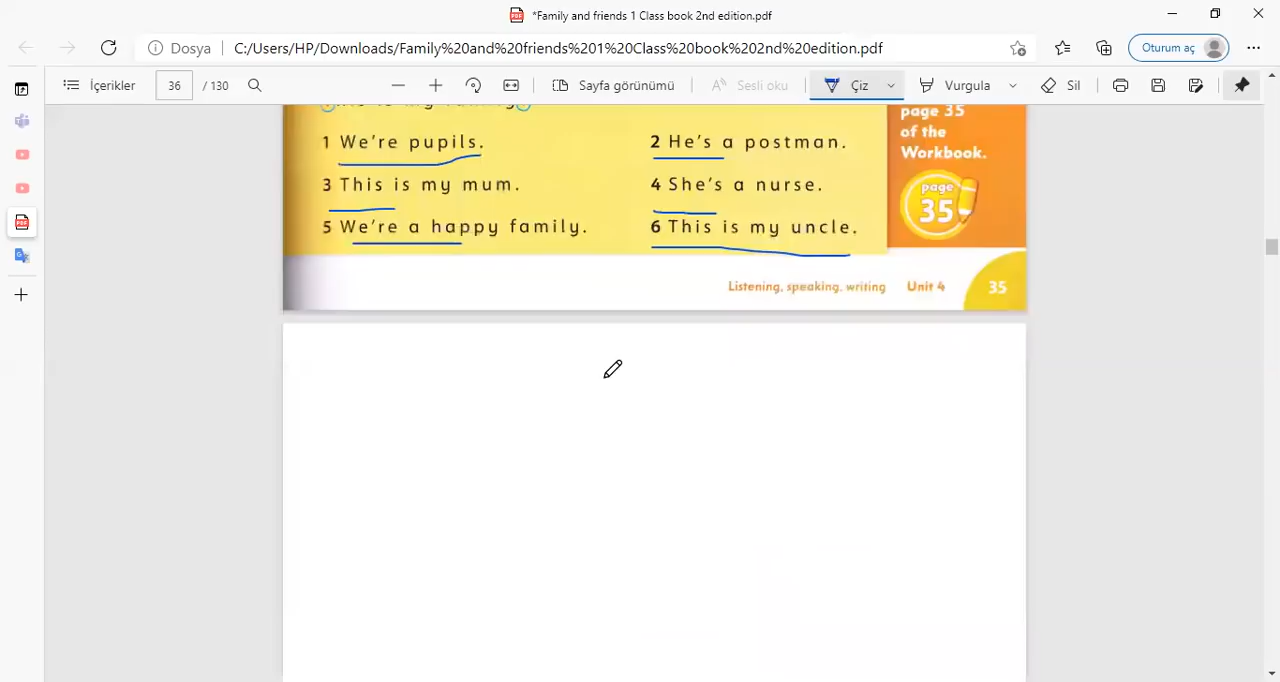 *Family and friends 1 Class book 2nd edition.pdf
Dosya C:/Users/HP/Downloads/Family%20and%20friends%201%20Class%20book%202nd%20edition.pdf Oturum aç
İçerikler 36 / 130 Sayfa görünümü Sesli oku Çiz Vurgula Sil
page 35
of the
Workbook.
page
35
1 We're pupils. 2 He's a postman.
3 This is my mum. 4 She's a nurse.
5 We're a happy family. 6 This is my uncle.
Listening, speaking, writing Unit 4 35